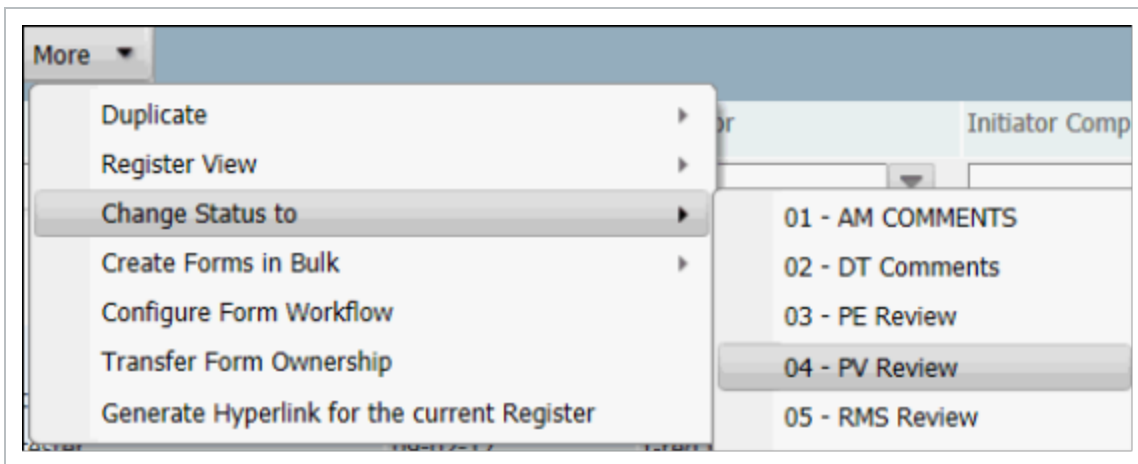 More
Initiator Comp
Duplicate
Register View
Change Status to
01 - AM COMMENTS
02 - DT Comments
Create Forms in Bulk
03 - PE Review
Configure Form Workflow
04 - PV Review
Transfer Form Ownership
05 - RMS Review
Generate Hyperlink for the current Register